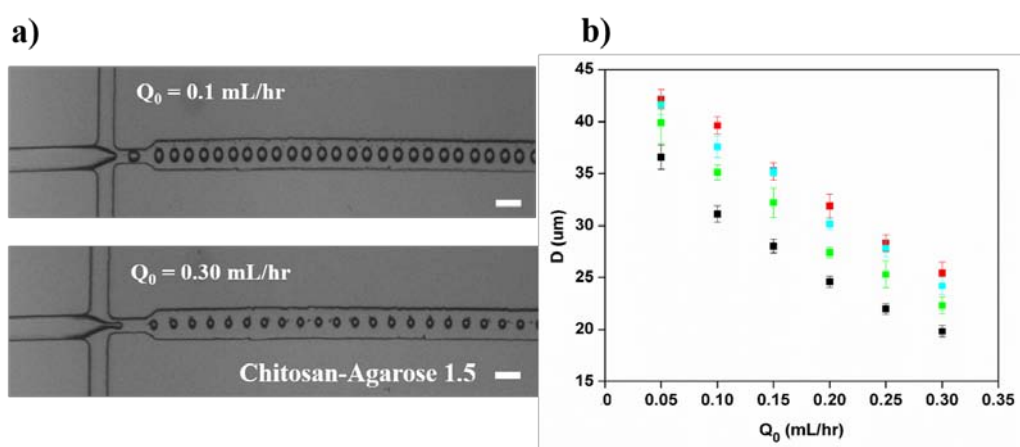 a)
Q₀ = 0.1 mL/hr
Q₀ = 0.30 mL/hr
Chitosan-Agarose 1.5
b)
45
40
35
30
25
20
15
D (um)
0.05 0.10 0.15 0.20 0.25 0.30 0.35
Q₀ (mL/hr)